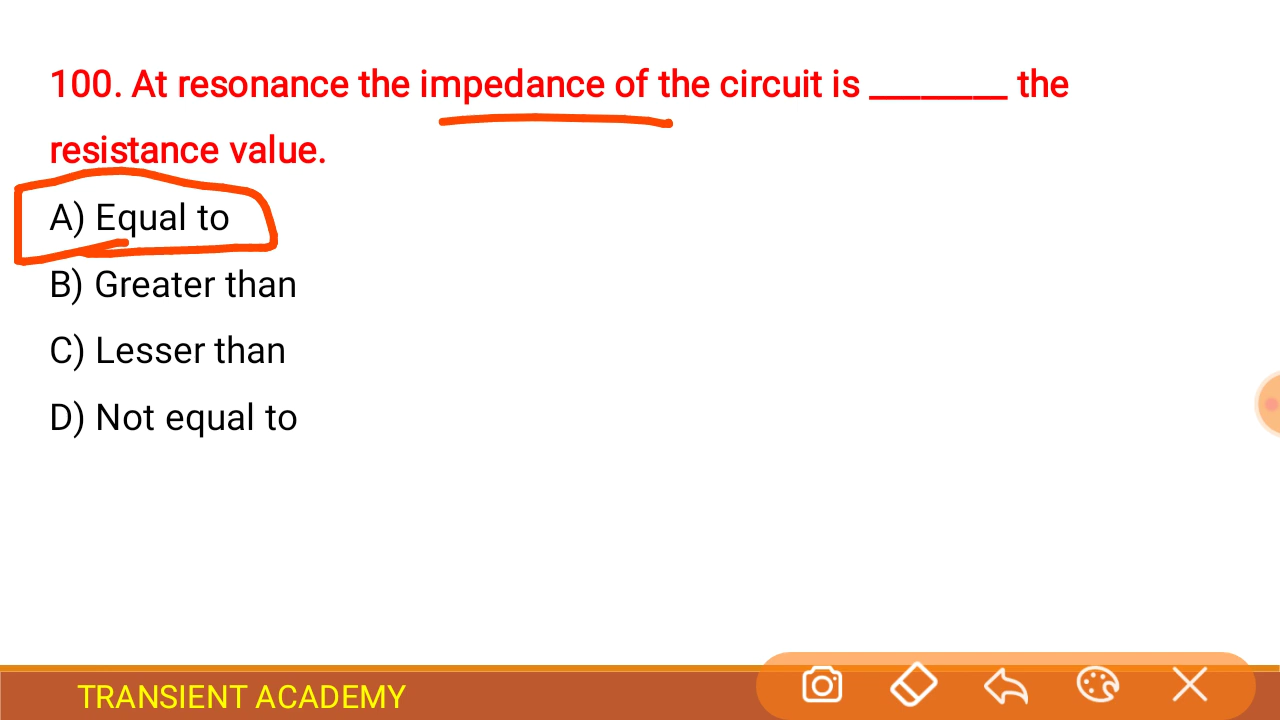 100. At resonance the impedance of the circuit is ________ the
resistance value.
A) Equal to
B) Greater than
C) Lesser than
D) Not equal to
TRANSIENT ACADEMY